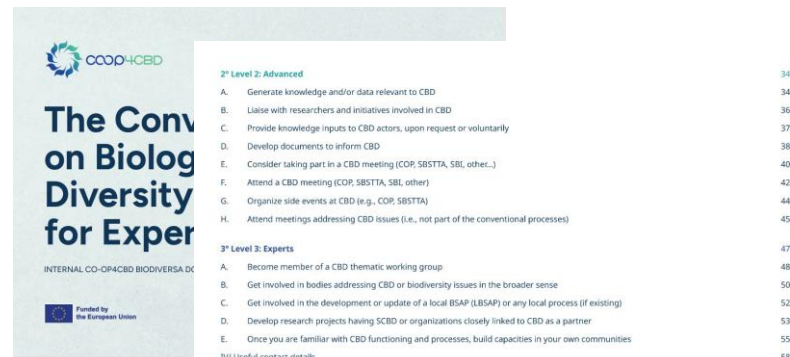 COOP4CBD
The Conv
on Biolog
Diversity
for Exper
INTERNAL CO-OP4CBD BIODIVERSA DO
Funded by
the European Union
2° Level 2: Advanced 34
A. Generate knowledge and/or data relevant to CBD 34
B. Liaise with researchers and initiatives involved in CBD 36
C. Provide knowledge inputs to CBD actors, upon request or voluntarily 37
D. Develop documents to inform CBD 38
E. Consider taking part in a CBD meeting (COP, SBSTTA, SBI, other...) 40
F. Attend a CBD meeting (COP, SBSTTA, SBI, other) 42
G. Organize side events at CBD (e.g., COP, SBSTTA) 44
H. Attend meetings addressing CBD issues (i.e., not part of the conventional processes) 45
3° Level 3: Experts 47
A. Become member of a CBD thematic working group 48
B. Get involved in bodies addressing CBD or biodiversity issues in the broader sense 50
C. Get involved in the development or update of a local BSAP (LBSAP) or any local process (if existing) 52
D. Develop research projects having SCBD or organizations closely linked to CBD as a partner 53
E. Once you are familiar with CBD functioning and processes, build capacities in your own communities 55
IV/ Useful contact details 58